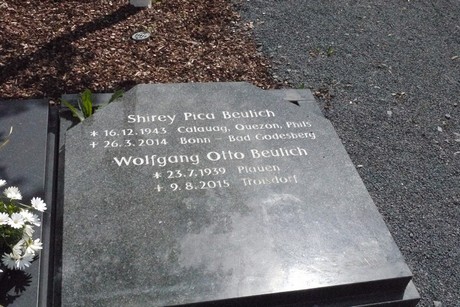 Shirey Pica Beulich
* 16.12.1943 Calauag, Quezon, Phils
+ 26.3.2014 Bonn - Bad Godesberg
Wolfgang Otto Beulich
* 23.7.1939 Plauen
+ 9.8.2015 Troisdorf